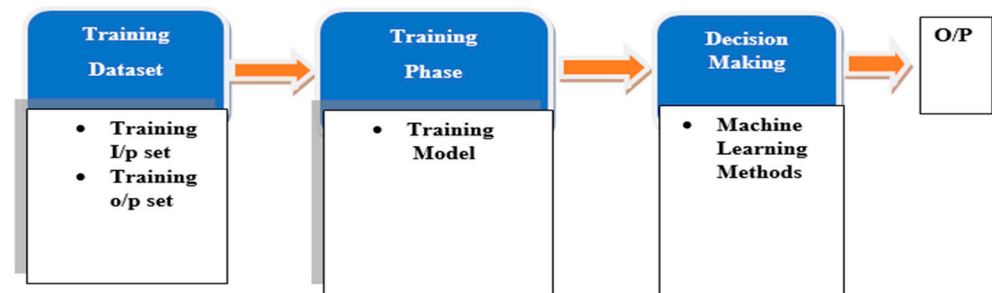 Training
Dataset
• Training
I/p set
• Training
o/p set
Training
Phase
• Training
Model
Decision
Making
• Machine
Learning
Methods
O/P